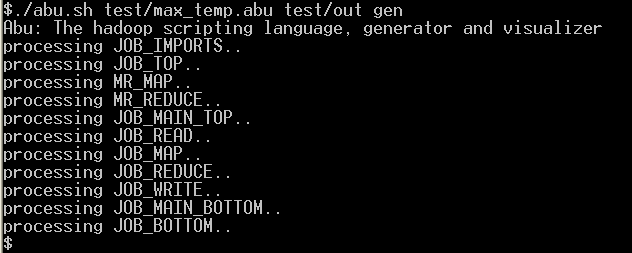 $./abu.sh test/max_temp.abu test/out gen
Abu: The hadoop scripting language, generator and visualizer
processing JOB_IMPORTS..
processing JOB_TOP..
processing MR_MAP..
processing MR_REDUCE..
processing JOB_MAIN_TOP..
processing JOB_READ..
processing JOB_MAP..
processing JOB_REDUCE..
processing JOB_WRITE..
processing JOB_MAIN_BOTTOM..
processing JOB_BOTTOM..
$